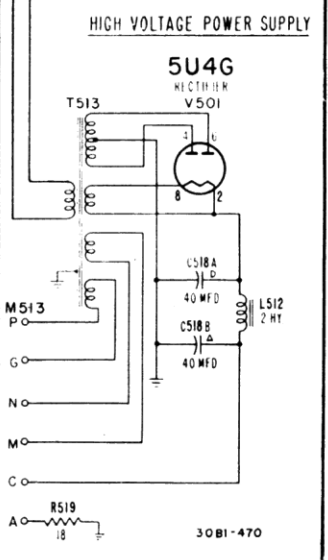 HIGH VOLTAGE POWER SUPPLY
5U4G
RECTIFIER
T513
V501
4
6
8
2
C518A
D
40 MFD
M513
L512
2 HY
P
C518B
Δ
40 MFD
G
N
M
C
R519
A
18
30B1-470